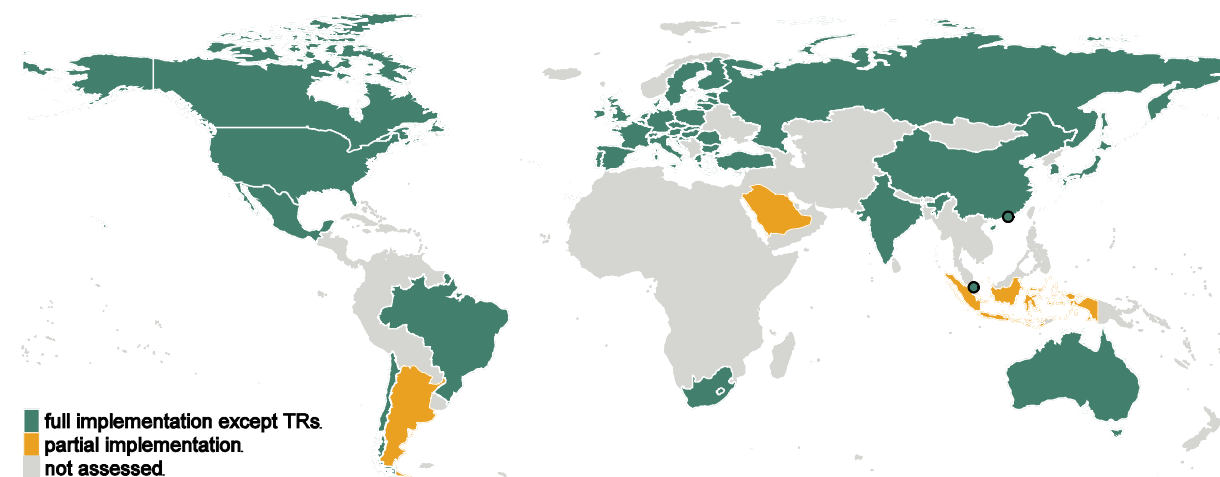 full implementation except TRs.
partial implementation.
not assessed.